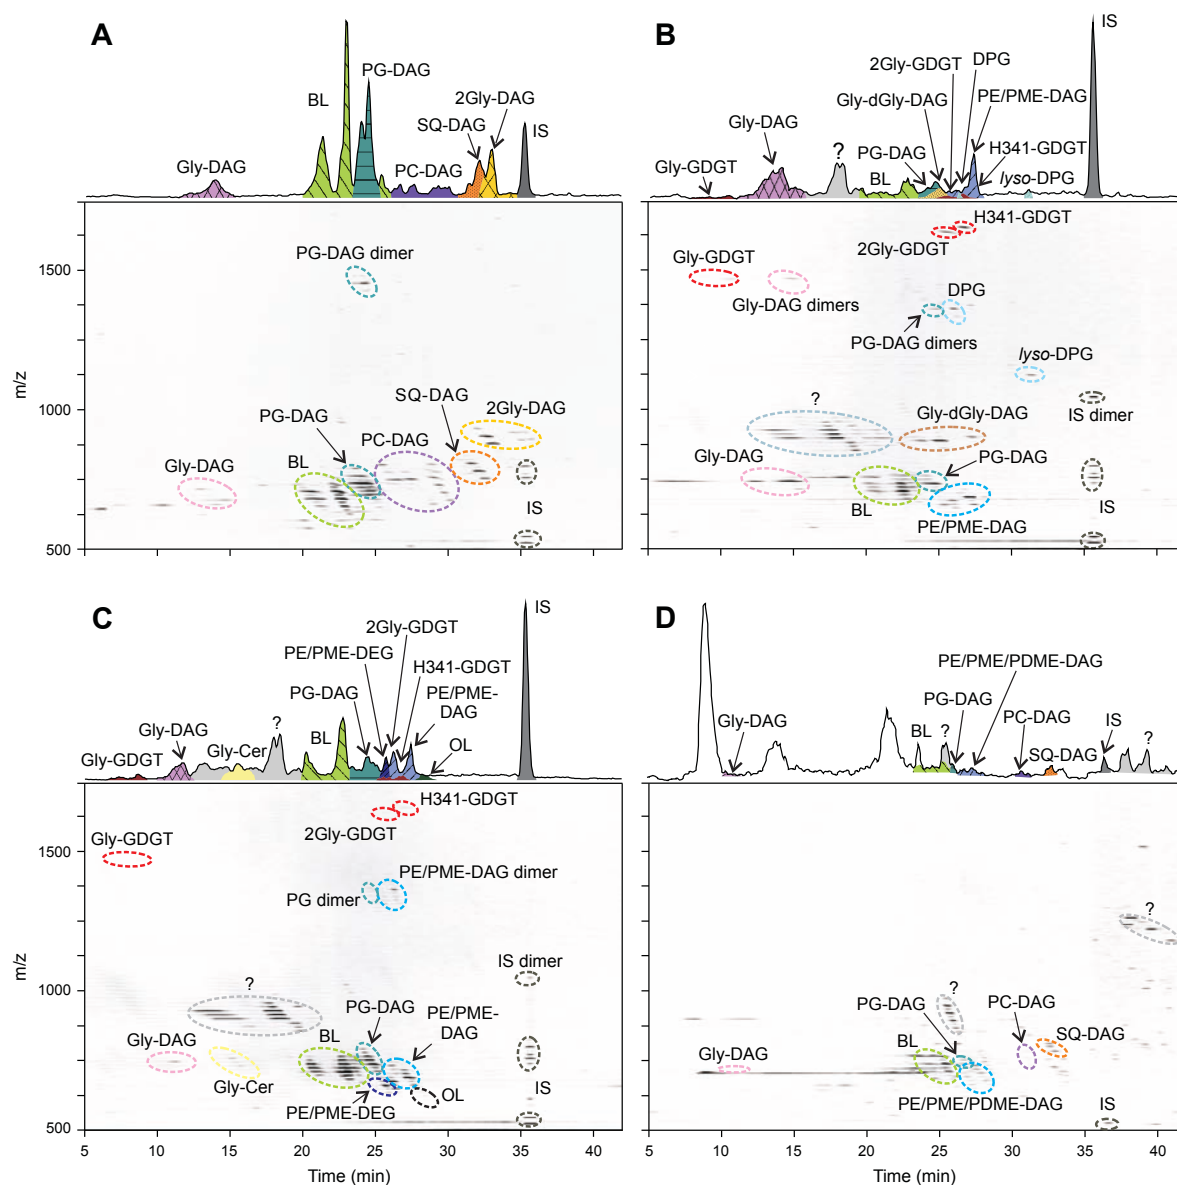 A
BL
PG-DAG
2Gly-DAG
SQ-DAG
IS
PC-DAG
Gly-DAG
PG-DAG dimer
SQ-DAG
2Gly-DAG
PG-DAG
PC-DAG
BL
Gly-DAG
IS
m/z
1500
1000
500
B
IS
2Gly-GDGT
DPG
Gly-dGly-DAG
PE/PME-DAG
Gly-DAG
?
PG-DAG
H341-GDGT
Gly-GDGT
BL
lyso-DPG
H341-GDGT
2Gly-GDGT
Gly-GDGT
Gly-DAG dimers
DPG
PG-DAG dimers
lyso-DPG
?
IS dimer
Gly-dGly-DAG
Gly-DAG
PG-DAG
BL
IS
PE/PME-DAG
C
IS
2Gly-GDGT
PE/PME-DEG
H341-GDGT
PG-DAG
PE/PME-
DAG
Gly-DAG
?
BL
Gly-Cer
OL
Gly-GDGT
H341-GDGT
2Gly-GDGT
Gly-GDGT
PE/PME-DAG dimer
PG dimer
IS dimer
?
PG-DAG
PE/PME-
DAG
BL
Gly-DAG
Gly-Cer
IS
OL
PE/PME-DEG
m/z
1500
1000
500
5 10 15 20 25 30 35 40
Time (min)
D
PE/PME/PDME-DAG
PG-DAG
Gly-DAG
BL
?
PC-DAG
IS
?
SQ-DAG
?
?
PG-DAG
PC-DAG
BL
SQ-DAG
Gly-DAG
PE/PME/PDME-DAG
IS
5 10 15 20 25 30 35 40
Time (min)